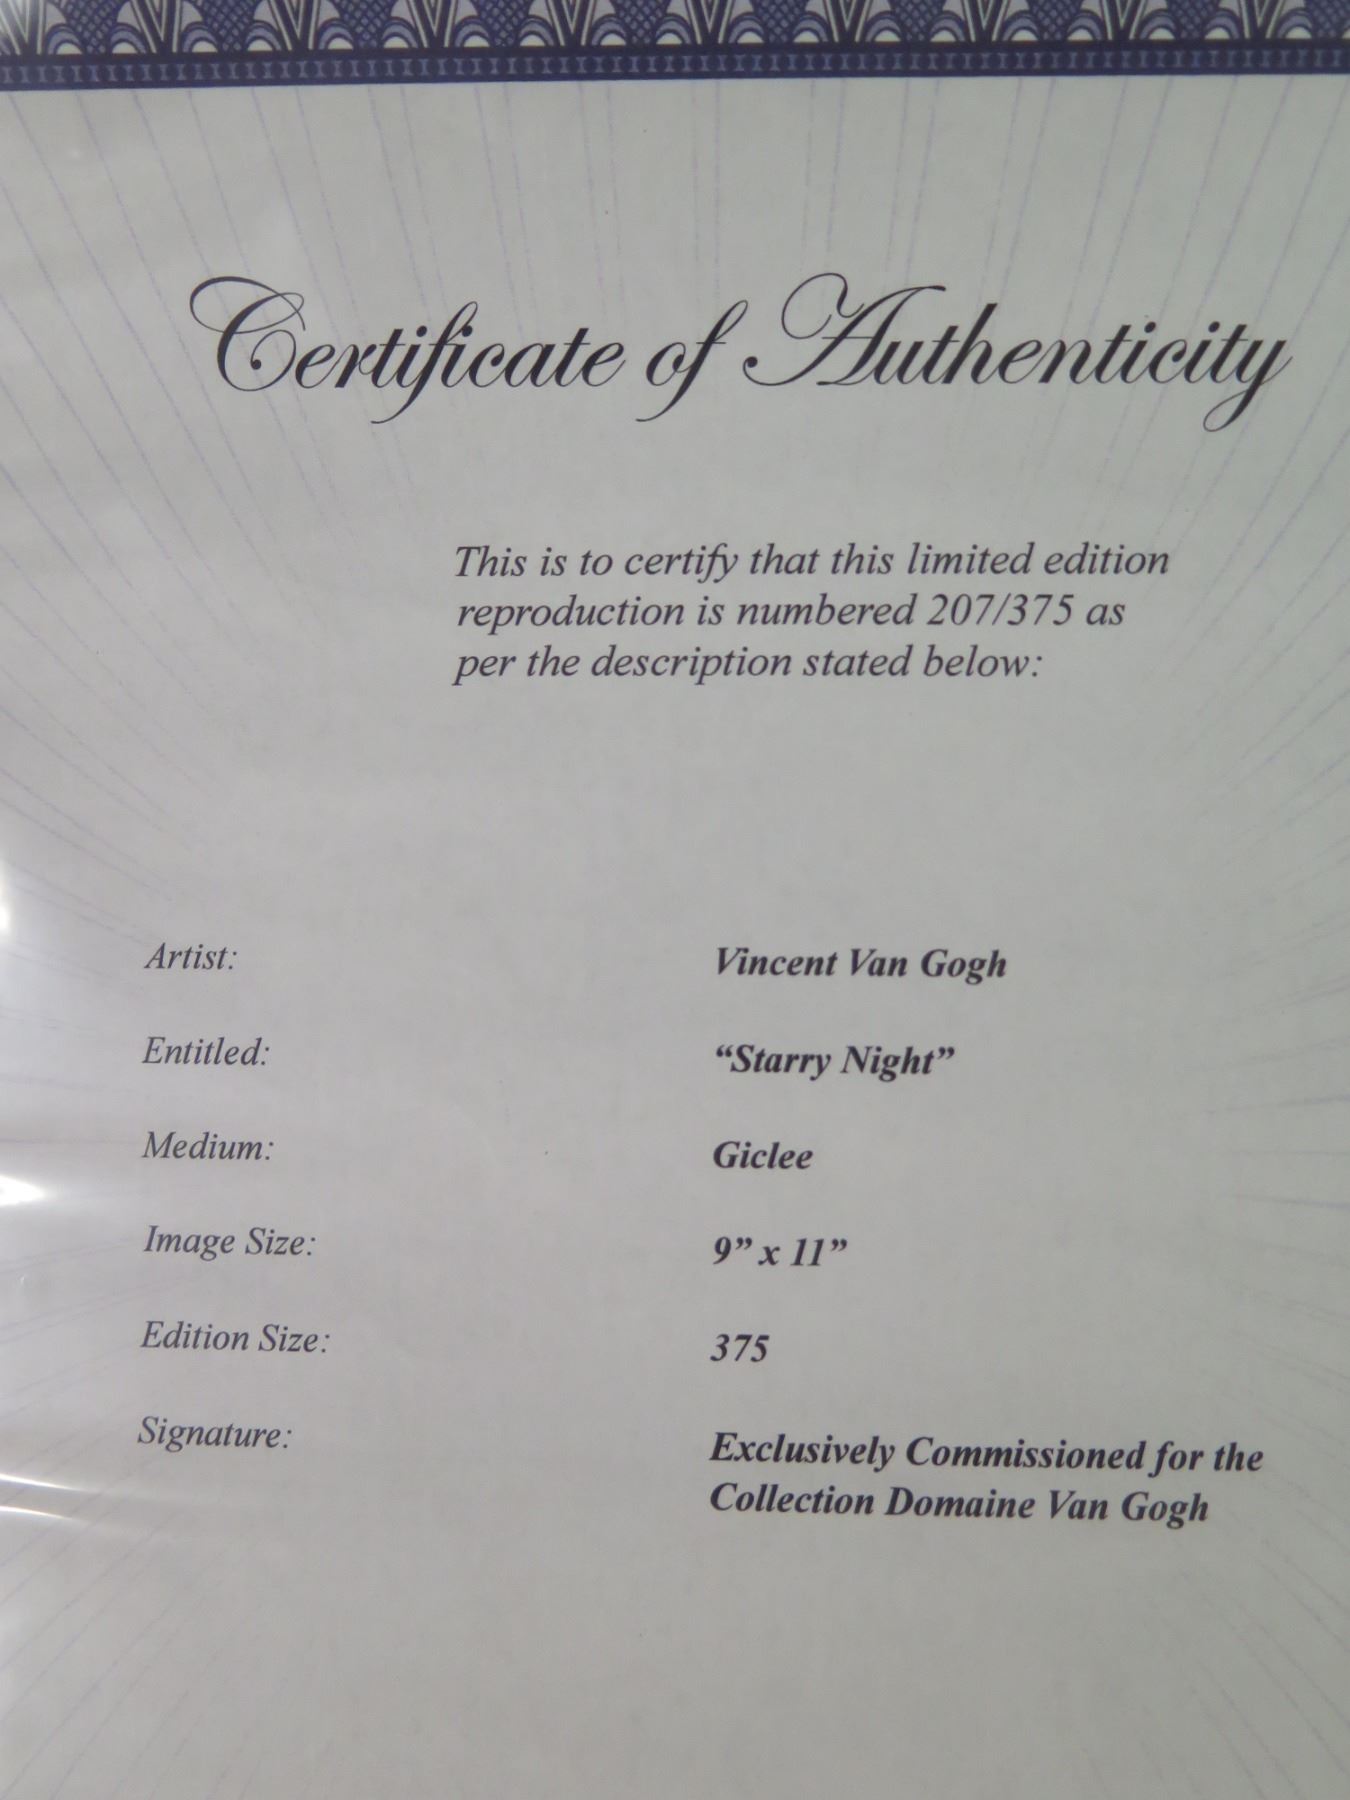 Certificate of Authenticity
This is to certify that this limited edition
reproduction is numbered 207/375 as
per the description stated below:
Artist: Vincent Van Gogh
Entitled: “Starry Night”
Medium: Giclee
Image Size: 9” x 11”
Edition Size: 375
Signature: Exclusively Commissioned for the
Collection Domaine Van Gogh